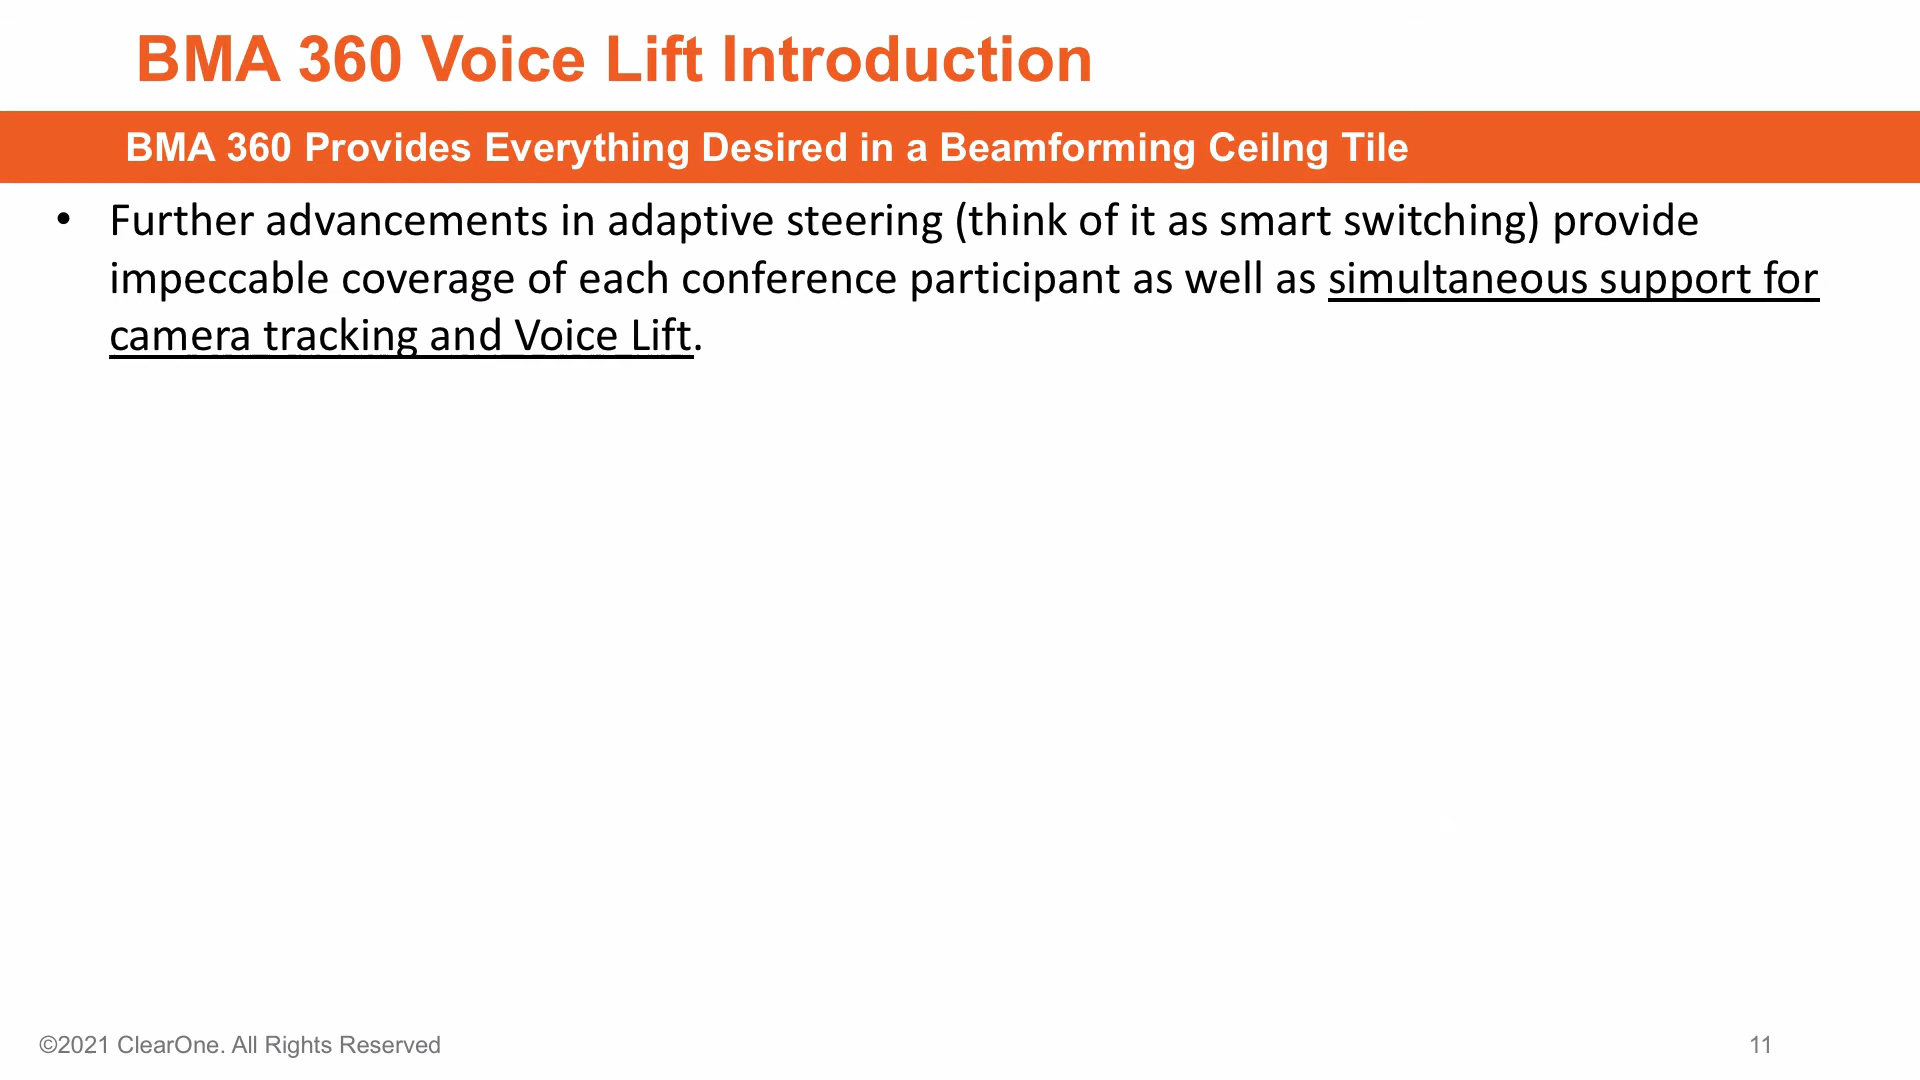 BMA 360 Voice Lift Introduction
BMA 360 Provides Everything Desired in a Beamforming Ceilng Tile
• Further advancements in adaptive steering (think of it as smart switching) provide
impeccable coverage of each conference participant as well as simultaneous support for
camera tracking and Voice Lift.
©2021 ClearOne. All Rights Reserved
11